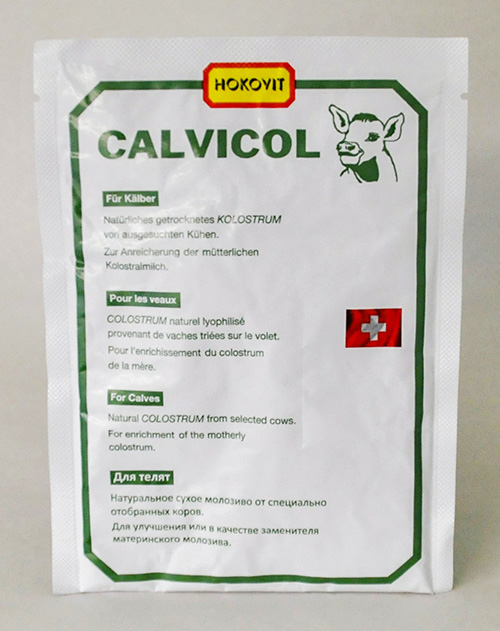 HOKOVIT
CALVICOL
Für Kälber
Natürliches getrocknetes KOLOSTRUM
von ausgesuchten Kühen.
Zur Anreicherung der mütterlichen
Kolostralmilch.
Pour les veaux
COLOSTRUM naturel lyophilisé
provenant de vaches triées sur le volet.
Pour l'enrichissement du colostrum
de la mère.
For Calves
Natural COLOSTRUM from selected cows.
For enrichment of the motherly
colostrum.
Для телят
Натуральное сухое молозиво от специально
отобранных коров.
Для улучшения или в качестве заменителя
материнского молозива.